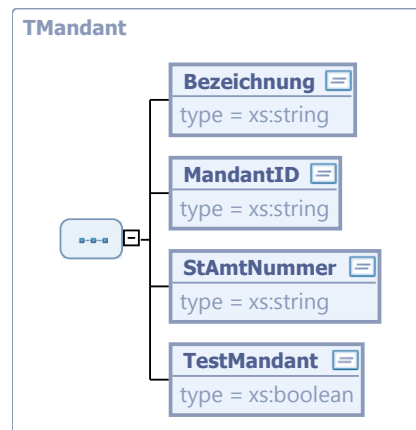 TMandant
Bezeichnung
type = xs:string
MandantID
type = xs:string
StAmtNummer
type = xs:string
TestMandant
type = xs:boolean